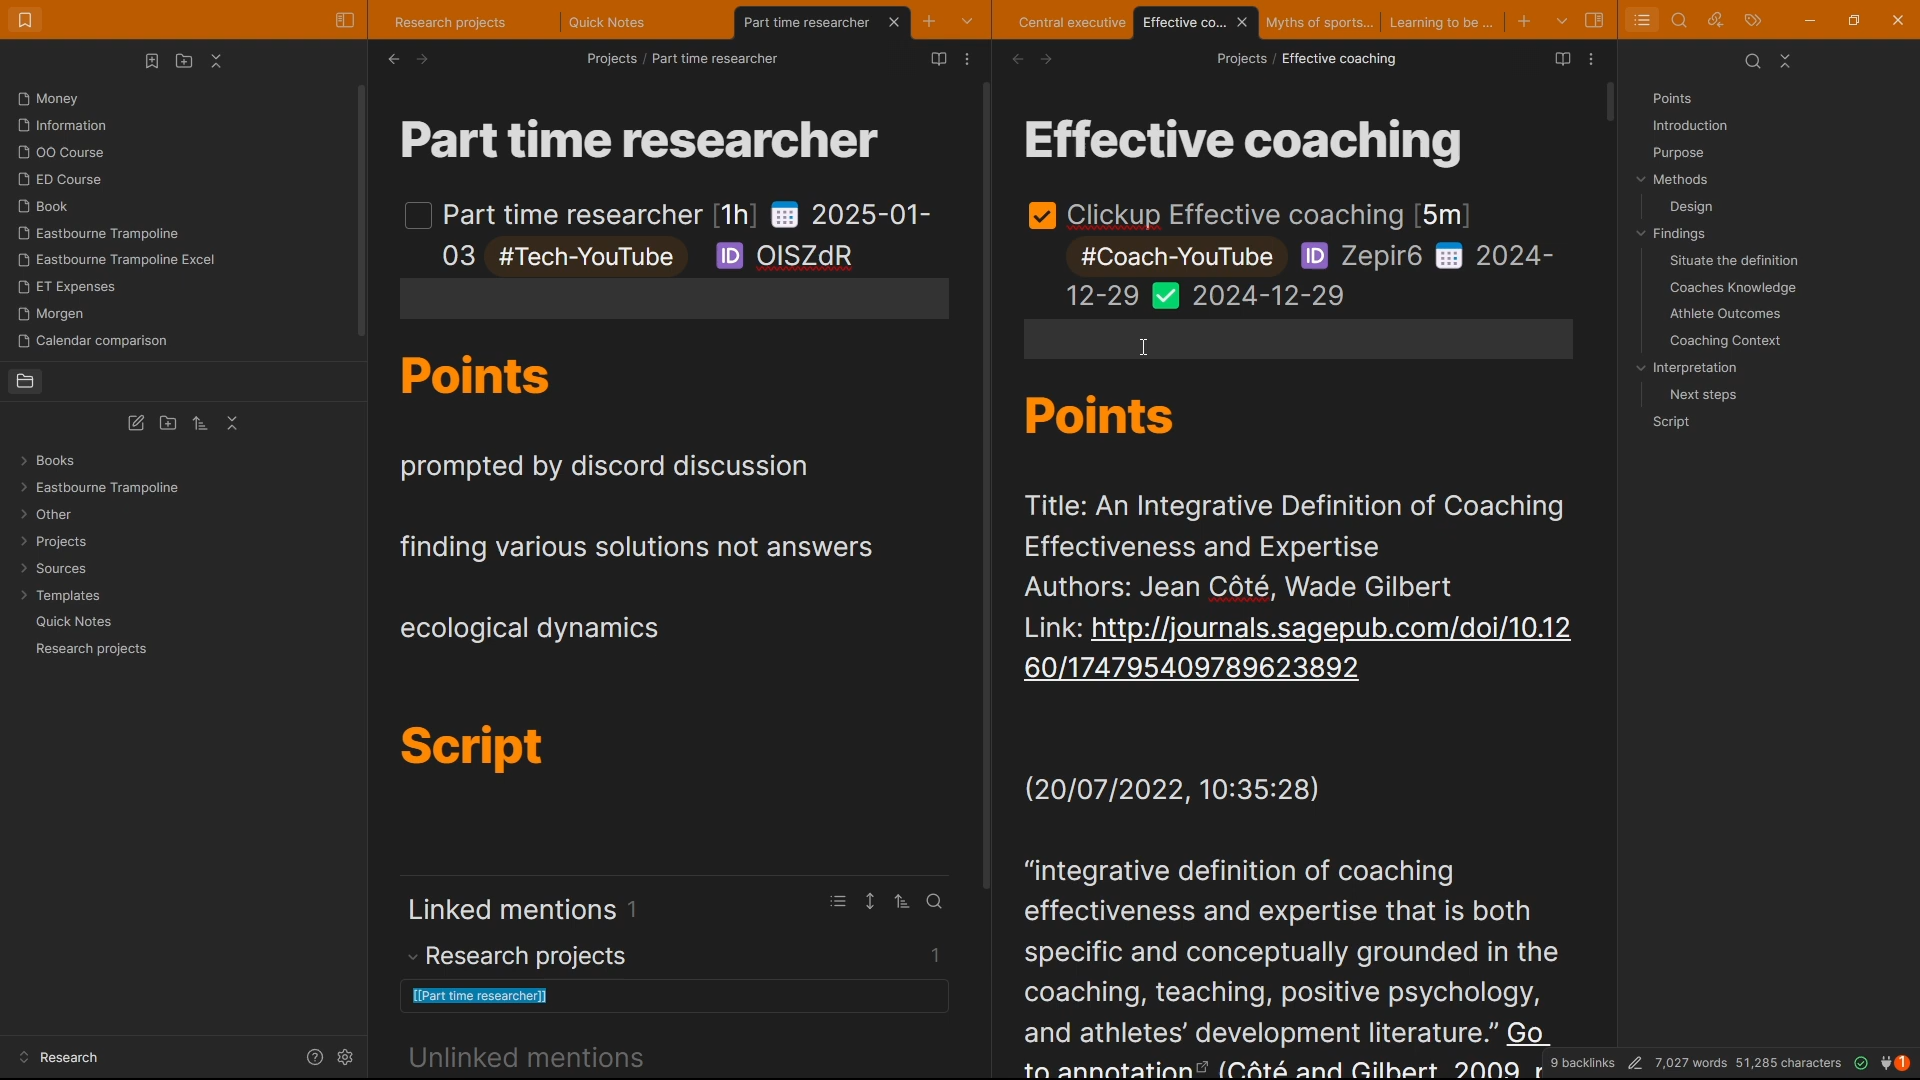 Research projects
Quick Notes
Part time researcher
Central executive
Effective co...
Myths of sports...
Learning to be ...
Projects / Part time researcher
Projects / Effective coaching
Money
Information
OO Course
ED Course
Book
Eastbourne Trampoline
Eastbourne Trampoline Excel
ET Expenses
Morgen
Calendar comparison
Books
Eastbourne Trampoline
Other
Projects
Sources
Templates
Quick Notes
Research projects
Research
Part time researcher
Part time researcher [1h] 2025-01-
03 #Tech-YouTube ID OISZdR
Points
prompted by discord discussion
finding various solutions not answers
ecological dynamics
Script
Linked mentions 1
Research projects 1
[[Part time researcher]]
Unlinked mentions
Effective coaching
Clickup Effective coaching [5m]
#Coach-YouTube ID Zepir6 2024-
12-29 2024-12-29
Points
Title: An Integrative Definition of Coaching
Effectiveness and Expertise
Authors: Jean Côté, Wade Gilbert
Link: http://journals.sagepub.com/doi/10.12
60/174795409789623892
(20/07/2022, 10:35:28)
“integrative definition of coaching
effectiveness and expertise that is both
specific and conceptually grounded in the
coaching, teaching, positive psychology,
and athletes’ development literature.” Go
to annotation (Côté and Gilbert, 2009,
Points
Introduction
Purpose
Methods
Design
Findings
Situate the definition
Coaches Knowledge
Athlete Outcomes
Coaching Context
Interpretation
Next steps
Script
9 backlinks 7,027 words 51,285 characters 1